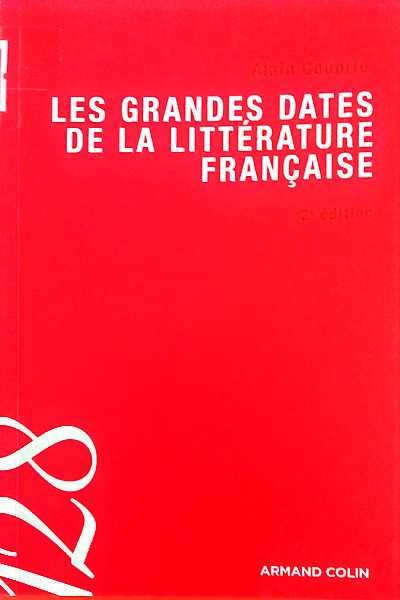 Alain Couprie
LES GRANDES DATES
DE LA LITTÉRATURE
FRANÇAISE
2e édition
128
ARMAND COLIN